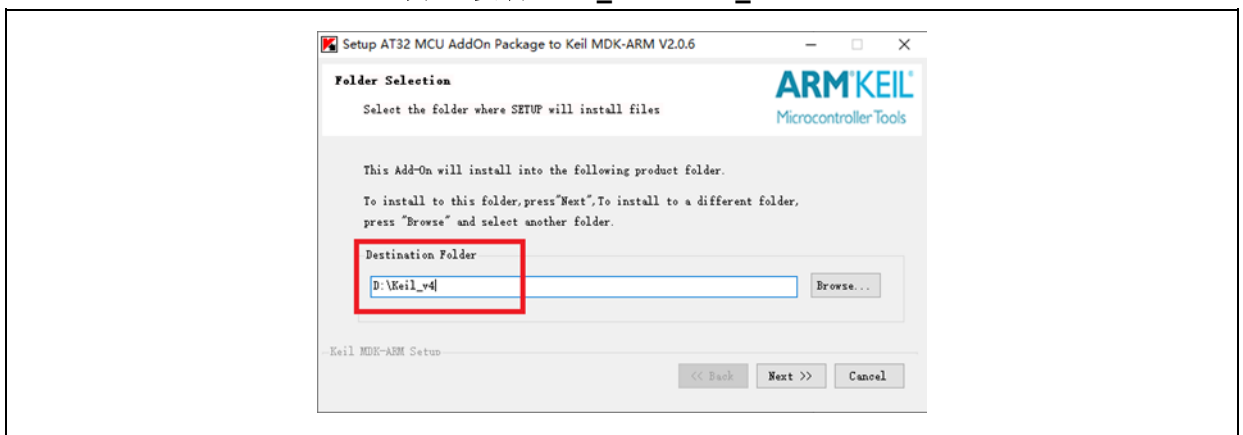 Setup AT32 MCU AddOn Package to Keil MDK-ARM V2.0.6
Folder Selection
ARM®KEIL®
Select the folder where SETUP will install files
Microcontroller Tools
This Add-On will install into the following product folder.
To install to this folder,press"Next",To install to a different folder,
press "Browse" and select another folder.
Destination Folder
D:\Keil_v4
Browse...
Keil MDK-ARM Setup
<< Back
Next >>
Cancel